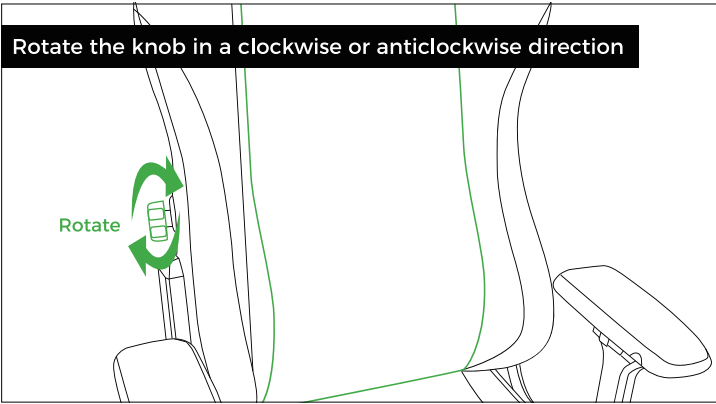 Rotate the knob in a clockwise or anticlockwise direction
Rotate